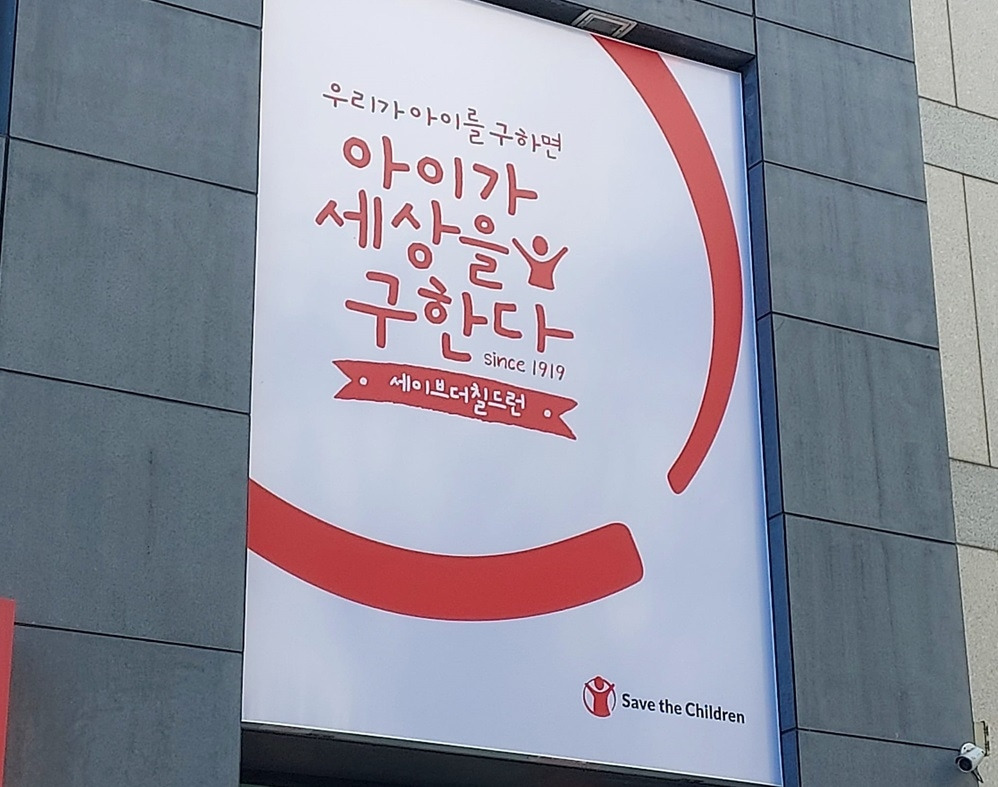 우리가 아이를 구하면
아이가
세상을
구한다
since 1919
세이브더칠드런
Save the Children